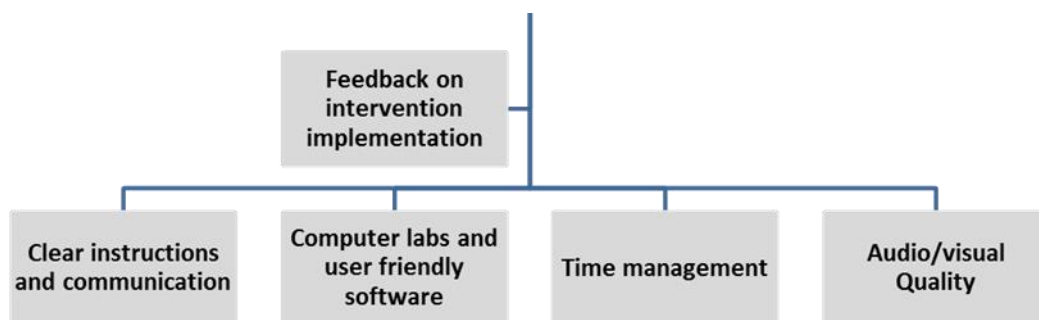 Feedback on
intervention
implementation
Clear instructions
and communication
Computer labs and
user friendly
software
Time management
Audio/visual
Quality